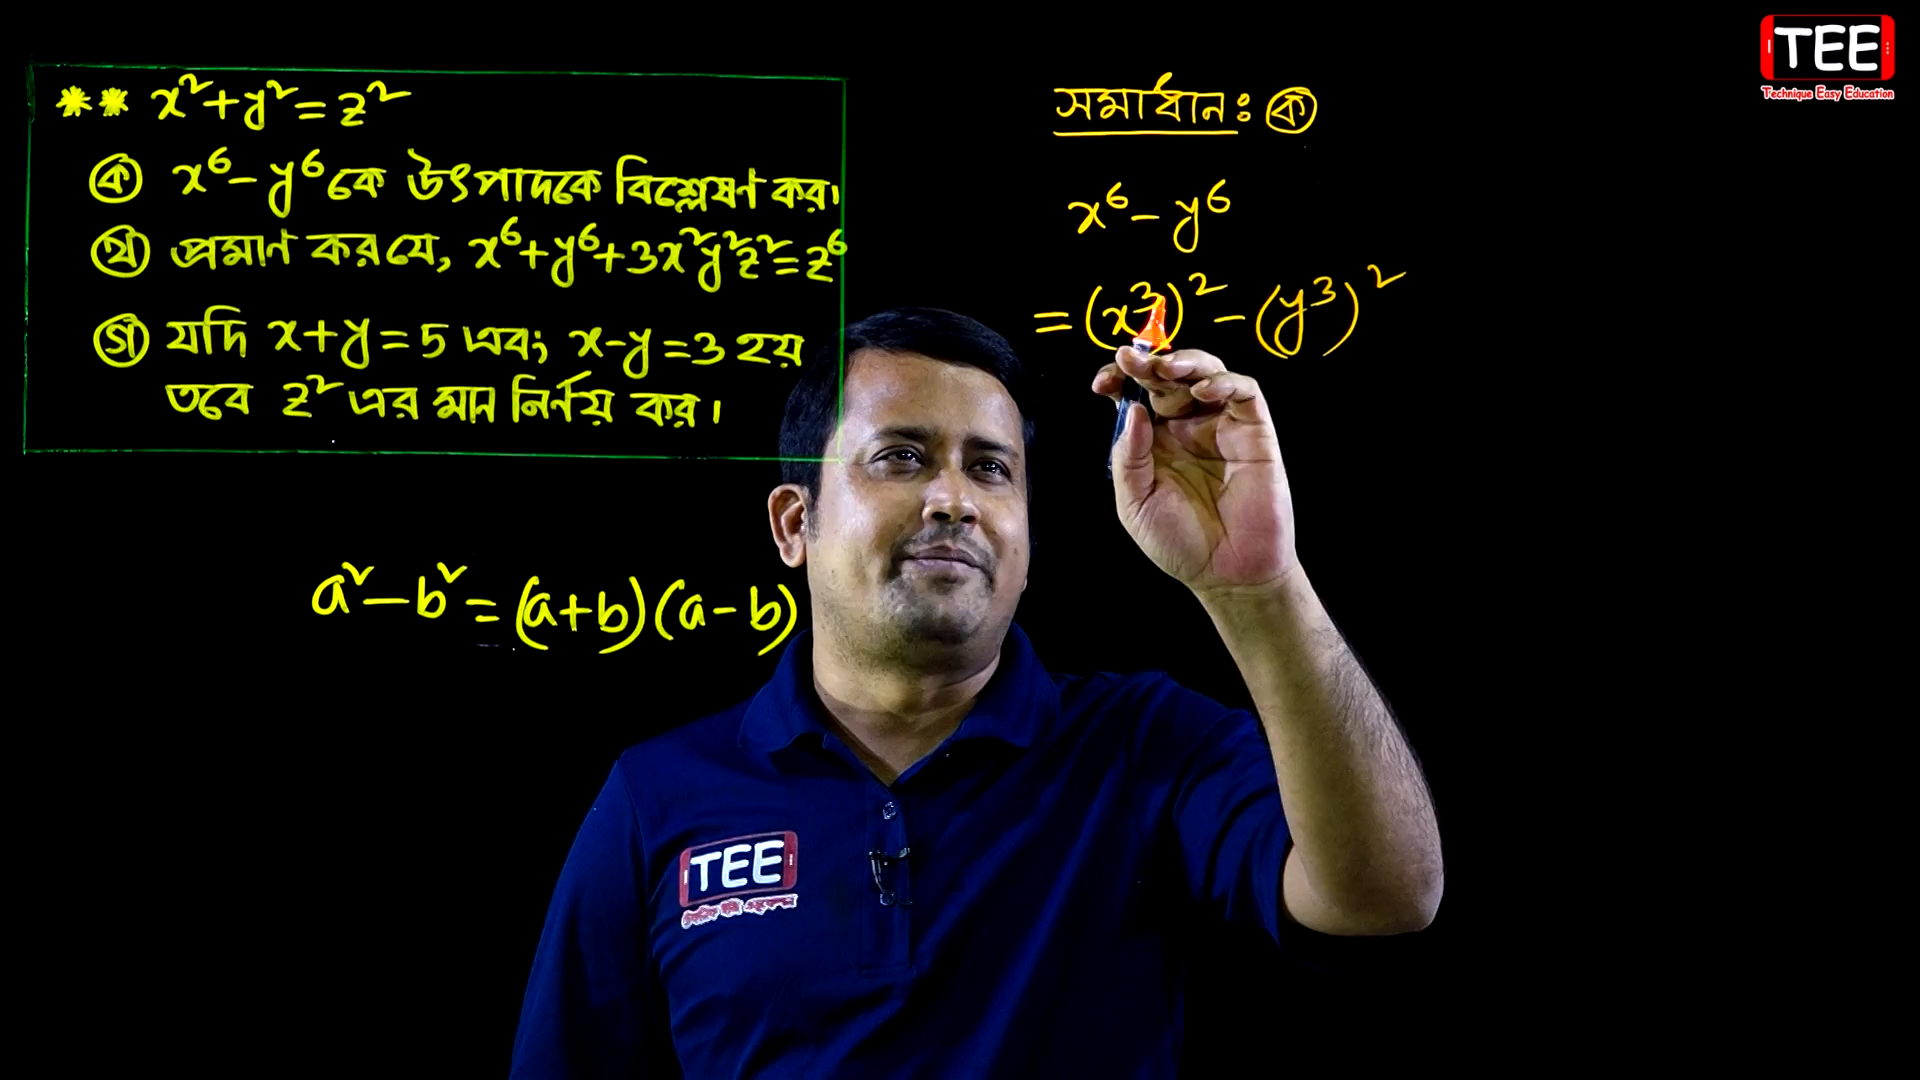 ** x²+y²=z²
ক x⁶-y⁶ কে উৎপাদকে বিশ্লেষণ কর।
খ প্রমাণ কর যে, x⁶+y⁶+3x²y²z²=z⁶
গ যদি x+y=5 এবং x-y=3 হয়
তবে z² এর মান নির্ণয় কর।
a²-b²=(a+b)(a-b)
সমাধান: ক
x⁶-y⁶
=(x³)²-(y³)²
TEE
Technique Easy Education
TEE